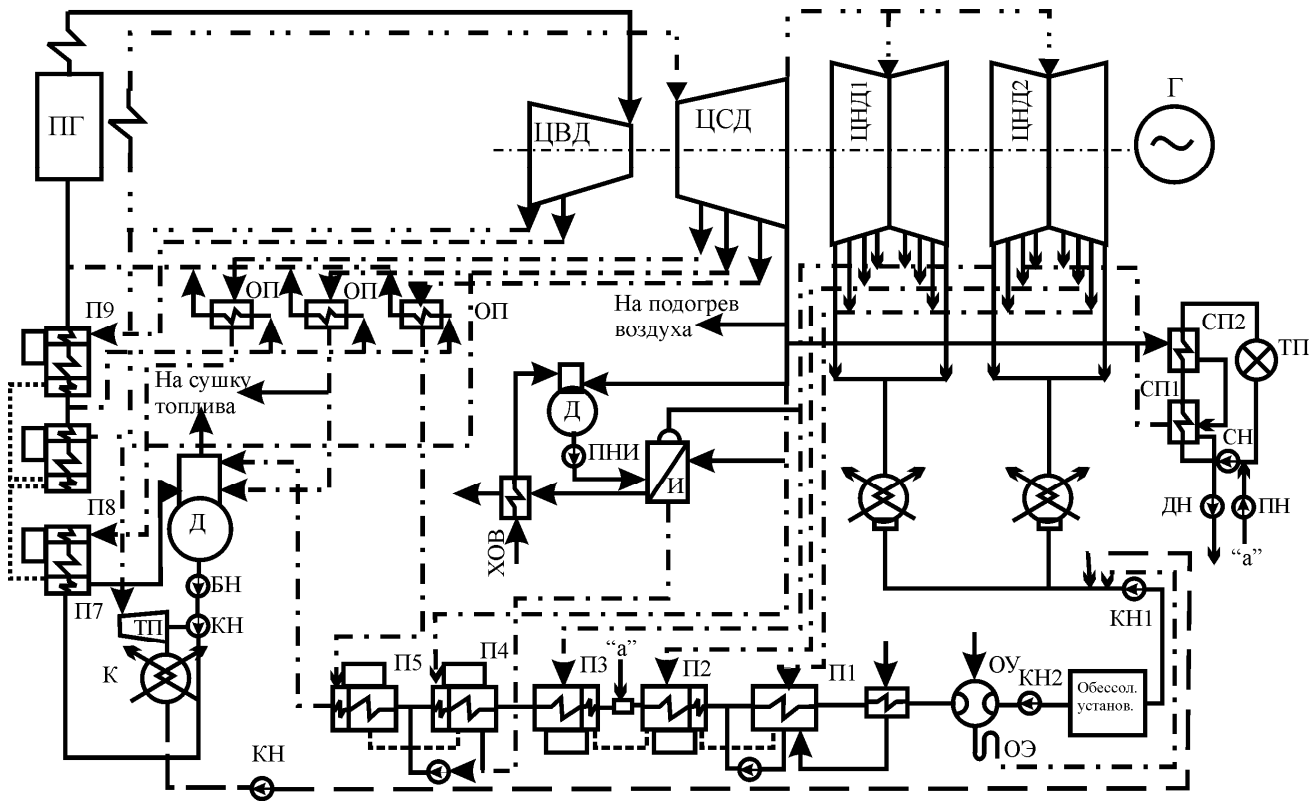 Г
ПГ
ЦВД
ЦСД
ЦНД1
ЦНД2
ОП
ОП
ОП
П9
На подогрев
воздуха
СП2
ТП
На сушку
топлива
СП1
Д
СН
ПНИ
И
П8
Д
ДН
ПН
ХОВ
“а”
БН
П7
ТП
КН
КН1
К
“а”
П5
П4
П3
П2
П1
ОУ
КН2
Обессол.
установ.
ОЭ
КН